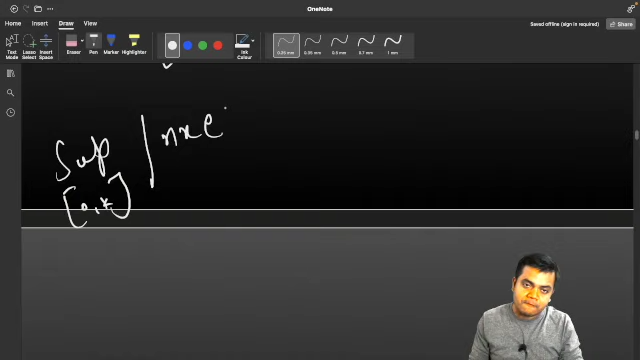 OneNote
Saved offline (sign in required)
Home Insert Draw View
Text Mode Lasso Select Insert Space Eraser Pen Marker Highlighter Ink Colour 0.25 mm 0.35 mm 0.5 mm 0.7 mm 1 mm
Sup | nxe